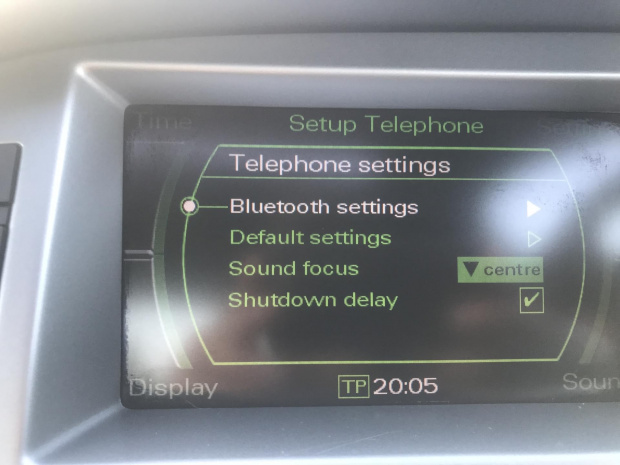 Time Setup Telephone
Telephone settings
Bluetooth settings
Default settings
Sound focus ▼ centre
Shutdown delay ✔
Display TP 20:05